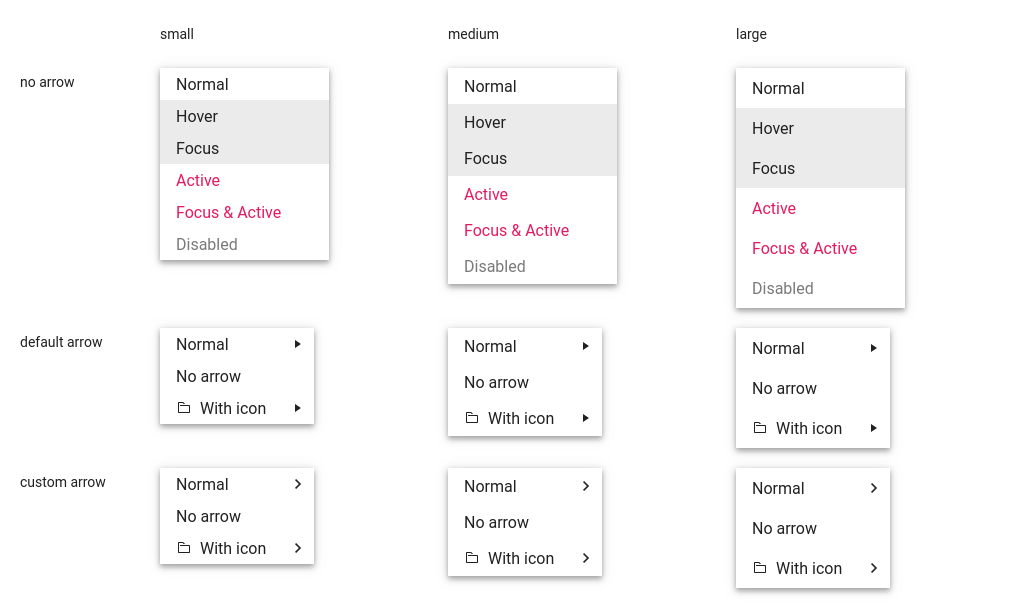 small medium large
no arrow
Normal Normal Normal
Hover Hover Hover
Focus Focus Focus
Active Active Active
Focus & Active Focus & Active Focus & Active
Disabled Disabled Disabled
default arrow
Normal Normal Normal
No arrow No arrow No arrow
With icon With icon With icon
custom arrow
Normal Normal Normal
No arrow No arrow No arrow
With icon With icon With icon